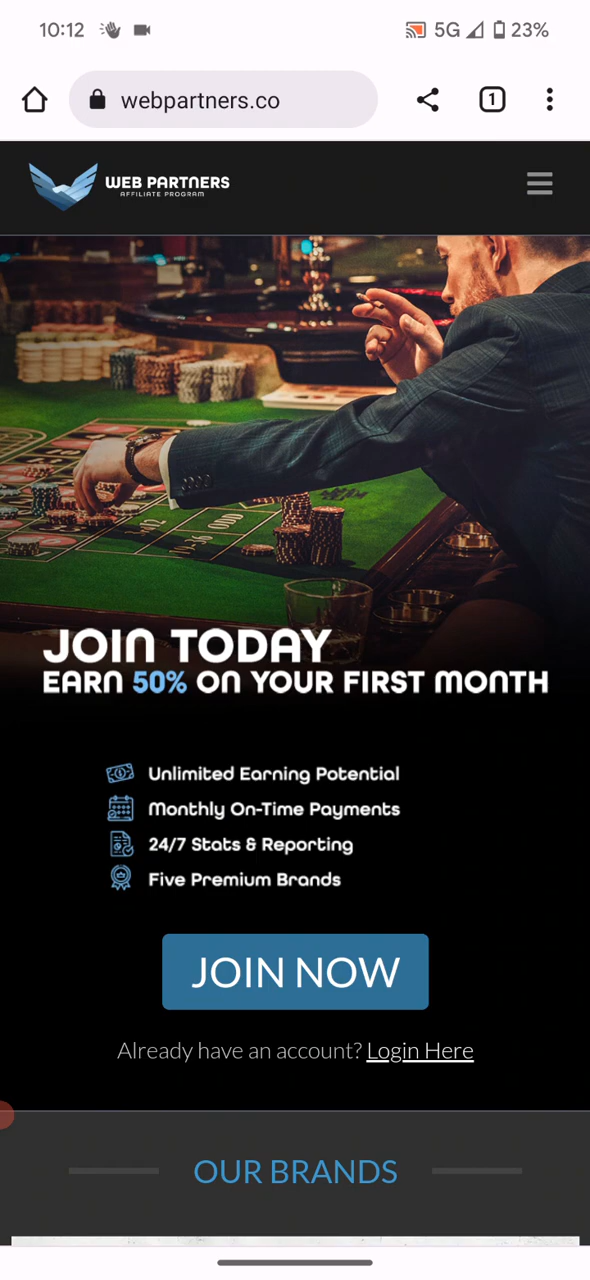 10:12
5G
23%
webpartners.co
1
WEB PARTNERS
AFFILIATE PROGRAM
JOIN TODAY
EARN 50% ON YOUR FIRST MONTH
Unlimited Earning Potential
Monthly On-Time Payments
24/7 Stats & Reporting
Five Premium Brands
JOIN NOW
Already have an account? Login Here
OUR BRANDS